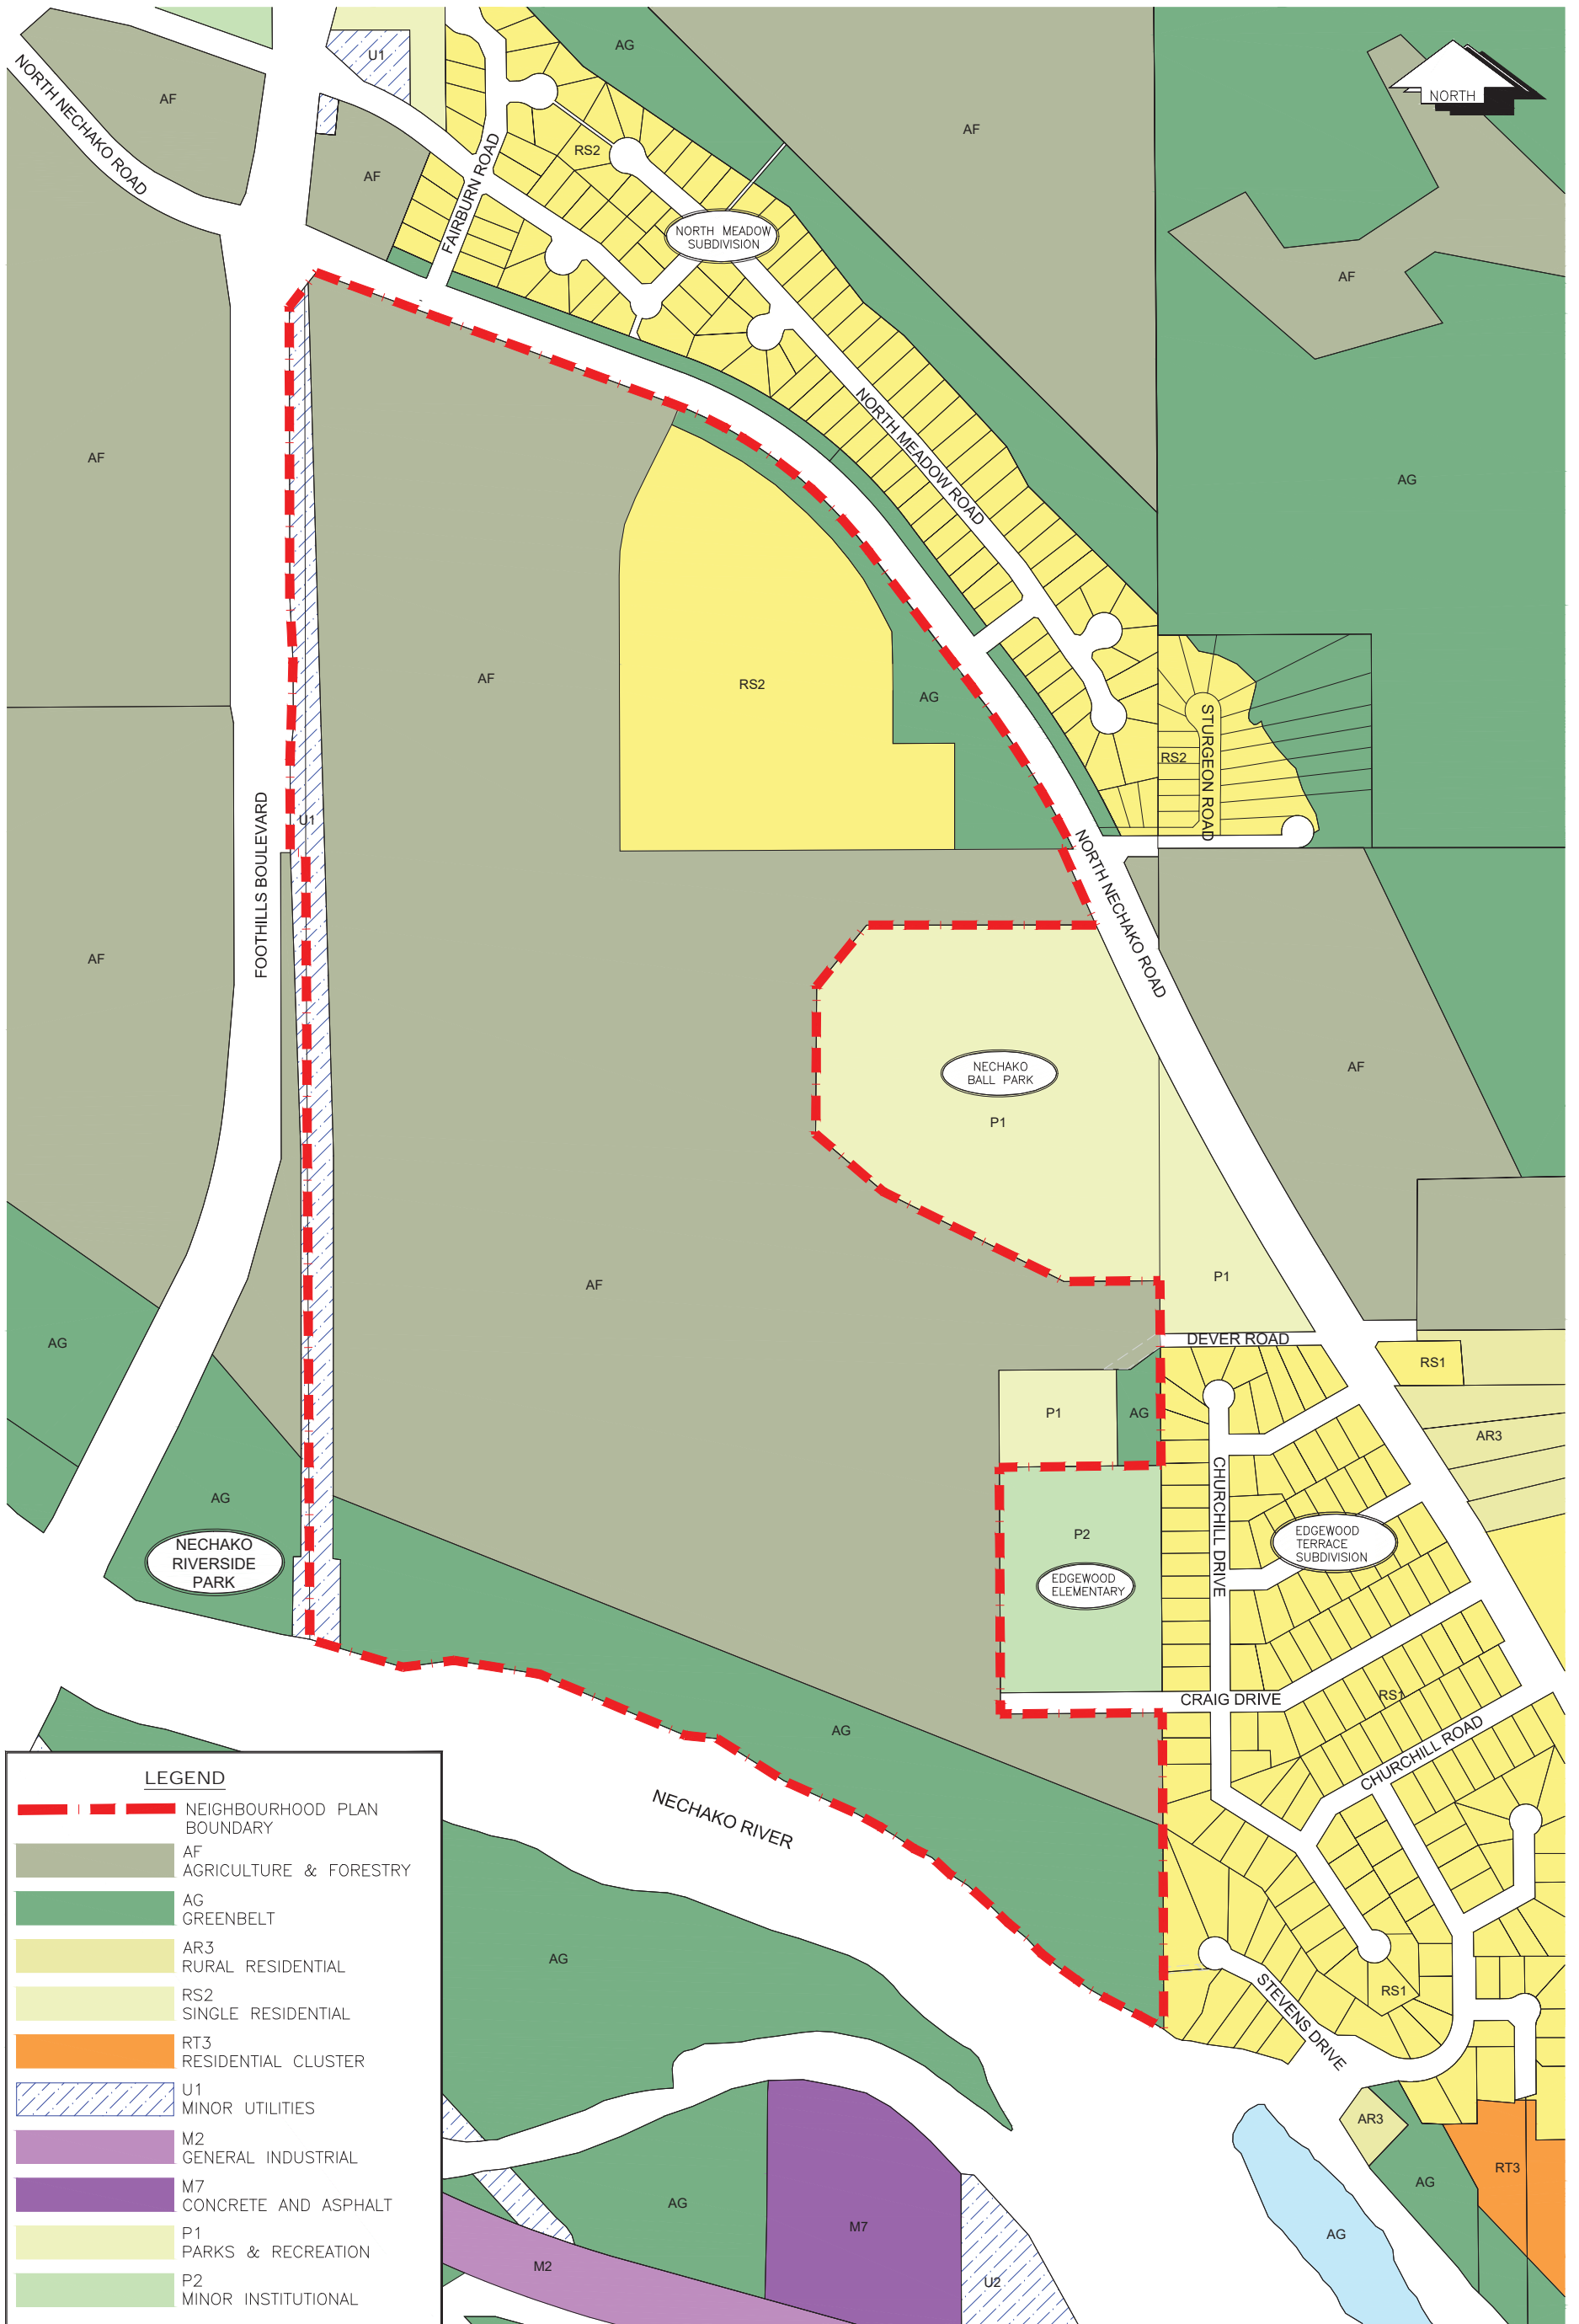 AG
U1
NORTH NECHAKO ROAD
AF
NORTH
AF
RS2
FAIRBURN ROAD
AF
NORTH MEADOW
SUBDIVISION
AF
NORTH MEADOW ROAD
AF
AG
AF
RS2
AG
STURGEON ROAD
RS2
FOOTHILLS BOULEVARD
U1
NORTH NECHAKO ROAD
AF
NECHAKO
BALL PARK
AF
P1
P1
AF
DEVER ROAD
AG
RS1
P1
AG
AR3
CHURCHILL DRIVE
AG
P2
EDGEWOOD
TERRACE
SUBDIVISION
NECHAKO
RIVERSIDE
PARK
EDGEWOOD
ELEMENTARY
RS1
CRAIG DRIVE
AG
CHURCHILL ROAD
NECHAKO RIVER
AG
RS1
STEVENS DRIVE
AR3
RT3
AG
AG
M7
AG
M2
U2
LEGEND
NEIGHBOURHOOD PLAN
BOUNDARY
AF
AGRICULTURE & FORESTRY
AG
GREENBELT
AR3
RURAL RESIDENTIAL
RS2
SINGLE RESIDENTIAL
RT3
RESIDENTIAL CLUSTER
U1
MINOR UTILITIES
M2
GENERAL INDUSTRIAL
M7
CONCRETE AND ASPHALT
P1
PARKS & RECREATION
P2
MINOR INSTITUTIONAL